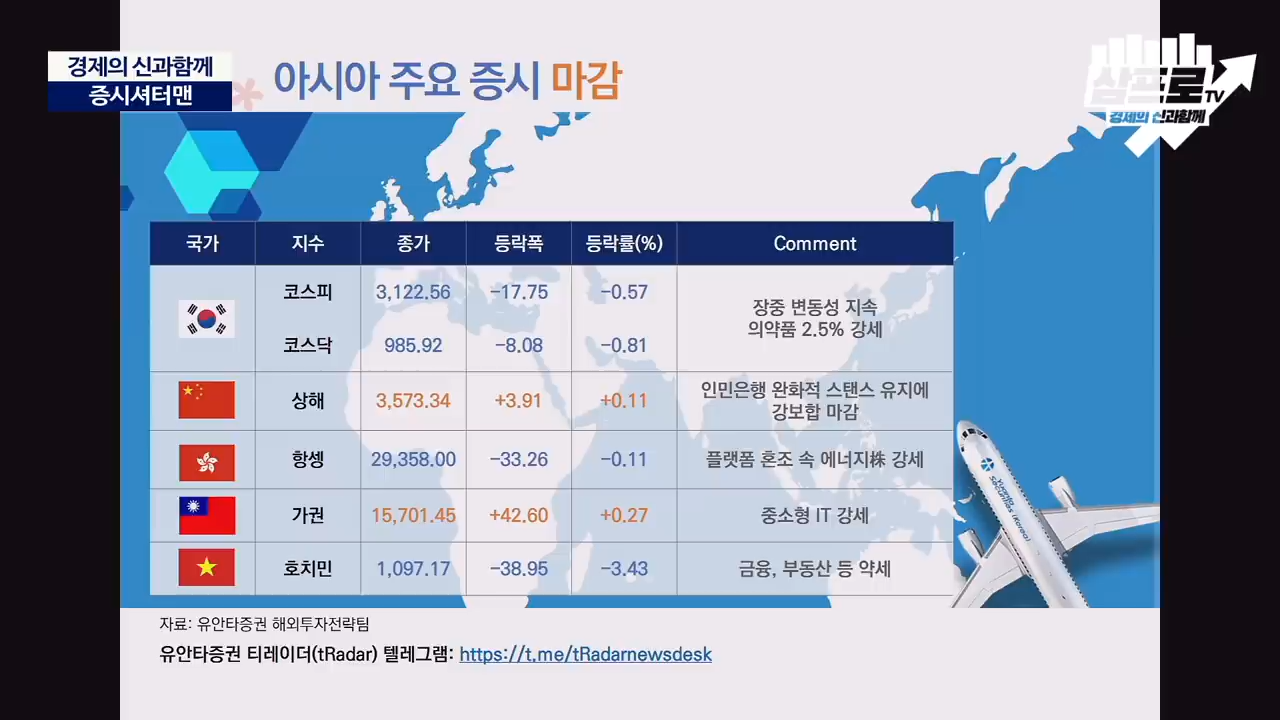 경제의 신과함께
증시셔터맨
아시아 주요 증시 마감
삼프로TV
경제의 신과함께
국가 지수 종가 등락폭 등락률(%) Comment
코스피 3,122.56 -17.75 -0.57
장중 변동성 지속
의약품 2.5% 강세
코스닥 985.92 -8.08 -0.81
상해 3,573.34 +3.91 +0.11
인민은행 완화적 스탠스 유지에
강보합 마감
항셍 29,358.00 -33.26 -0.11 플랫폼 혼조 속 에너지株 강세
가권 15,701.45 +42.60 +0.27 중소형 IT 강세
호치민 1,097.17 -38.95 -3.43 금융, 부동산 등 약세
Yuanta
Securities (Korea)
자료: 유안타증권 해외투자전략팀
유안타증권 티레이더(tRadar) 텔레그램: https://t.me/tRadarnewsdesk